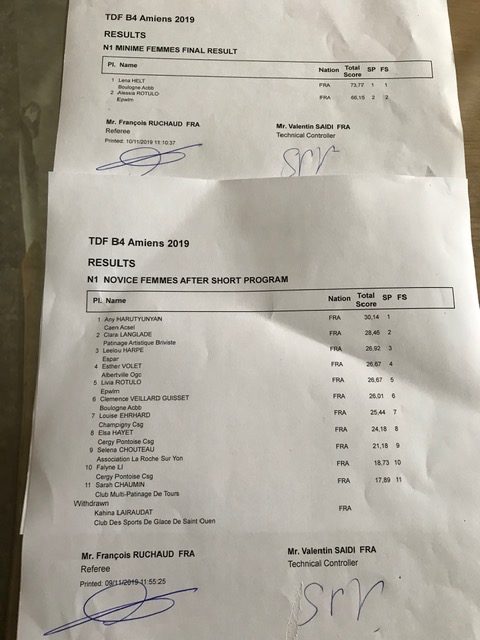 TDF B4 Amiens 2019
RESULTS
N1 MINIME FEMMES FINAL RESULT
Pl. Name Nation Total Score SP FS
1 Lena HELT FRA 73,77 1 1
Boulogne Acbb
2 Alessia ROTULO FRA 66,15 2 2
Epwlm
Mr. François RUCHAUD FRA Mr. Valentin SAIDI FRA
Referee Technical Controller
Printed: 10/11/2019 11:10:37
TDF B4 Amiens 2019
RESULTS
N1 NOVICE FEMMES AFTER SHORT PROGRAM
Pl. Name Nation Total Score SP FS
1 Any HARUTYUNYAN FRA 30,14 1
Caen Acsel
2 Clara LANGLADE FRA 28,46 2
Patinage Artistique Briviste
3 Leelou HARPE FRA 26,92 3
Espar
4 Esther VOLET FRA 26,67 4
Albertville Ogc
5 Livia ROTULO FRA 26,67 5
Epwlm
6 Clemence VEILLARD GUISSET FRA 26,01 6
Boulogne Acbb
7 Louise EHRHARD FRA 25,44 7
Champigny Csg
8 Elsa HAYET FRA 24,18 8
Cergy Pontoise Csg
9 Selena CHOUTEAU FRA 21,18 9
Association La Roche Sur Yon
10 Falyne LI FRA 18,73 10
Cergy Pontoise Csg
11 Sarah CHAUMIN FRA 17,89 11
Club Multi-Patinage De Tours
Withdrawn
Kahina LAIRAUDAT FRA
Club Des Sports De Glace De Saint Ouen
Mr. François RUCHAUD FRA Mr. Valentin SAIDI FRA
Referee Technical Controller
Printed: 09/11/2019 11:55:25